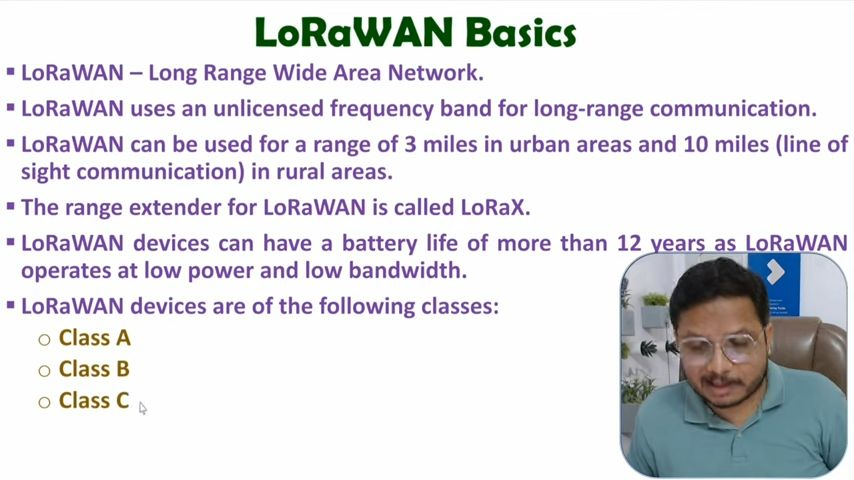 LoRaWAN Basics
▪ LoRaWAN – Long Range Wide Area Network.
▪ LoRaWAN uses an unlicensed frequency band for long-range communication.
▪ LoRaWAN can be used for a range of 3 miles in urban areas and 10 miles (line of
sight communication) in rural areas.
▪ The range extender for LoRaWAN is called LoRaX.
▪ LoRaWAN devices can have a battery life of more than 12 years as LoRaWAN
operates at low power and low bandwidth.
▪ LoRaWAN devices are of the following classes:
○ Class A
○ Class B
○ Class C